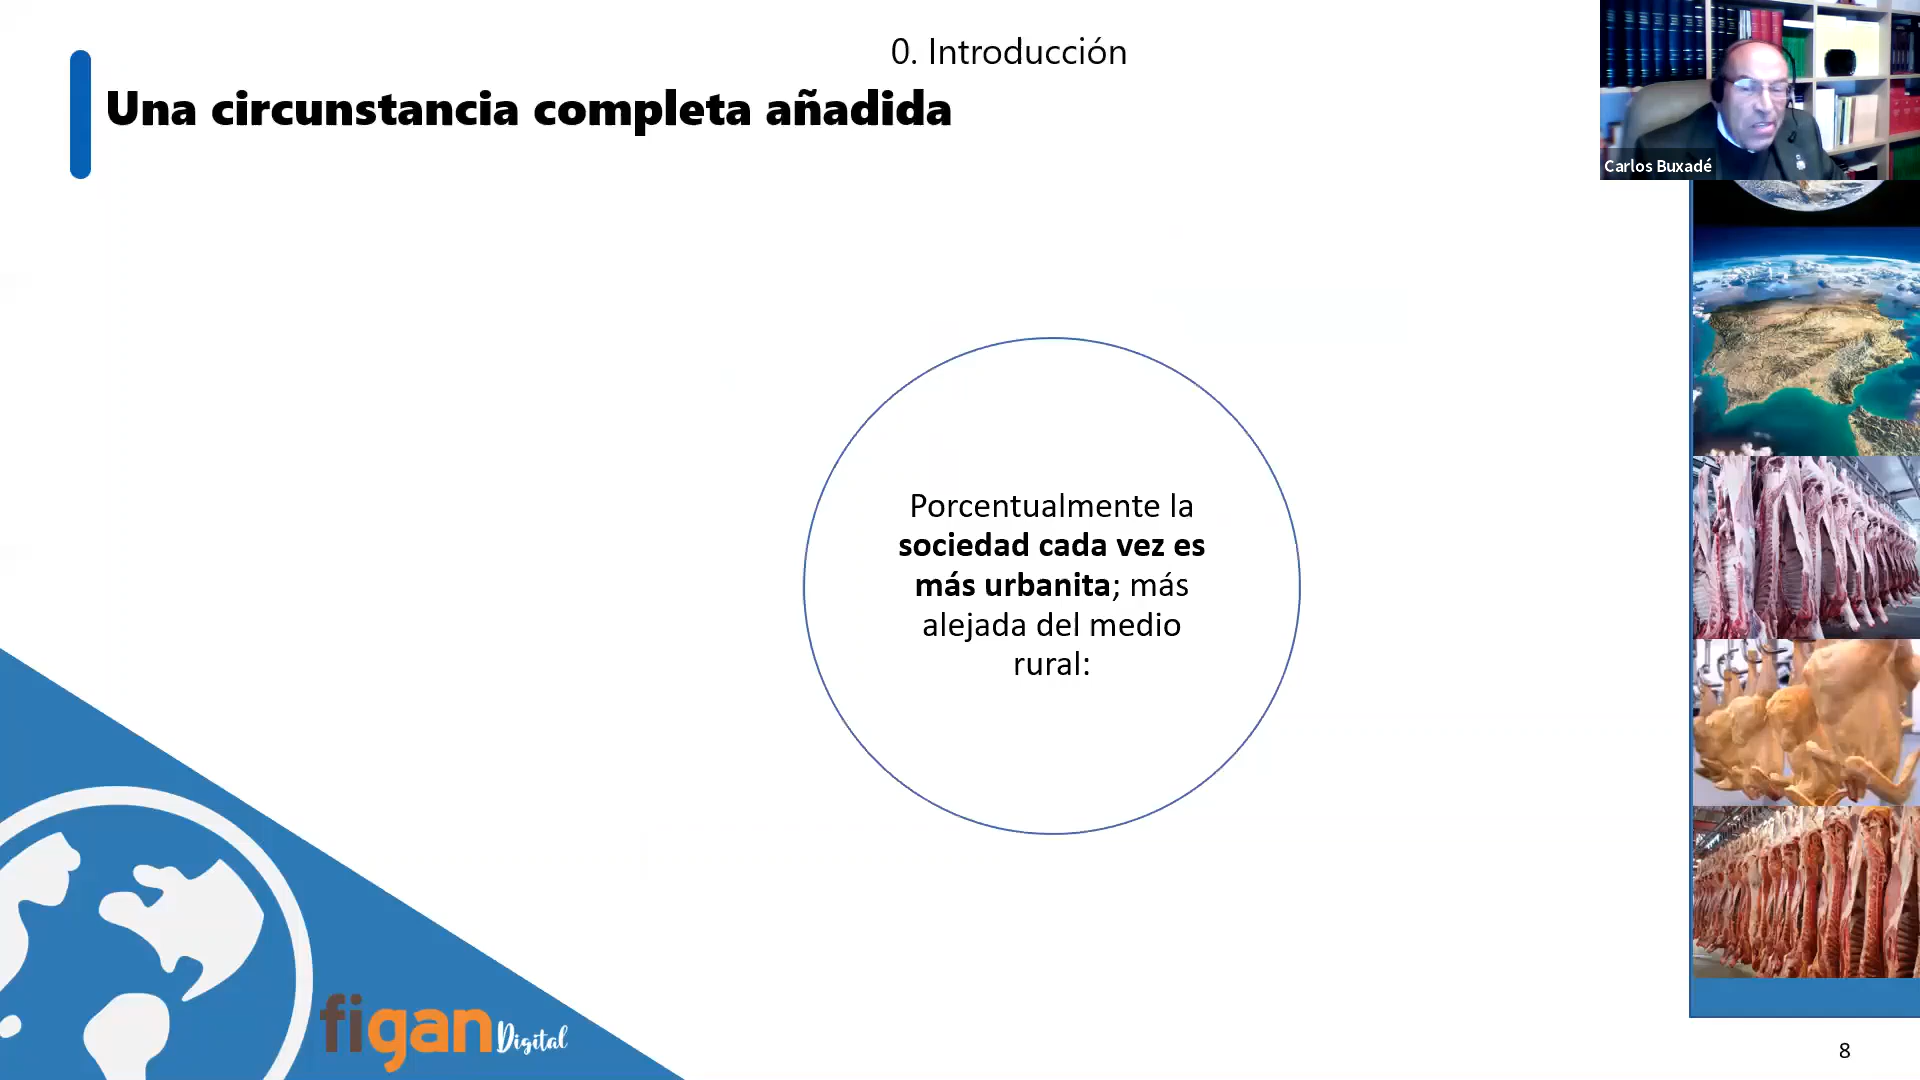 0. Introducción
Una circunstancia completa añadida
Carlos Buxadé
Porcentualmente la
sociedad cada vez es
más urbanita; más
alejada del medio
rural:
figan Digital
8